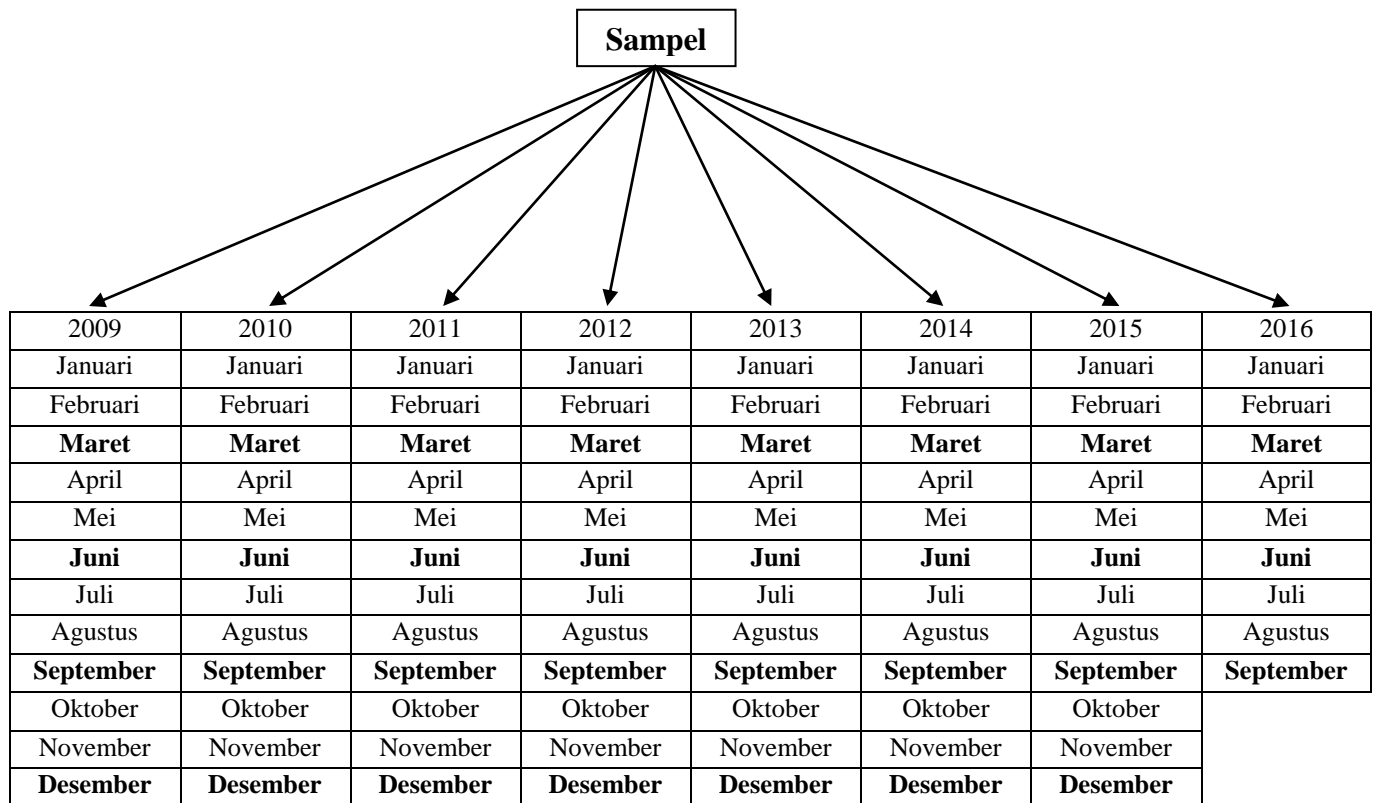 Sampel
2009 2010 2011 2012 2013 2014 2015 2016
Januari Januari Januari Januari Januari Januari Januari Januari
Februari Februari Februari Februari Februari Februari Februari Februari
Maret Maret Maret Maret Maret Maret Maret Maret
April April April April April April April April
Mei Mei Mei Mei Mei Mei Mei Mei
Juni Juni Juni Juni Juni Juni Juni Juni
Juli Juli Juli Juli Juli Juli Juli Juli
Agustus Agustus Agustus Agustus Agustus Agustus Agustus Agustus
September September September September September September September September
Oktober Oktober Oktober Oktober Oktober Oktober Oktober
November November November November November November November
Desember Desember Desember Desember Desember Desember Desember